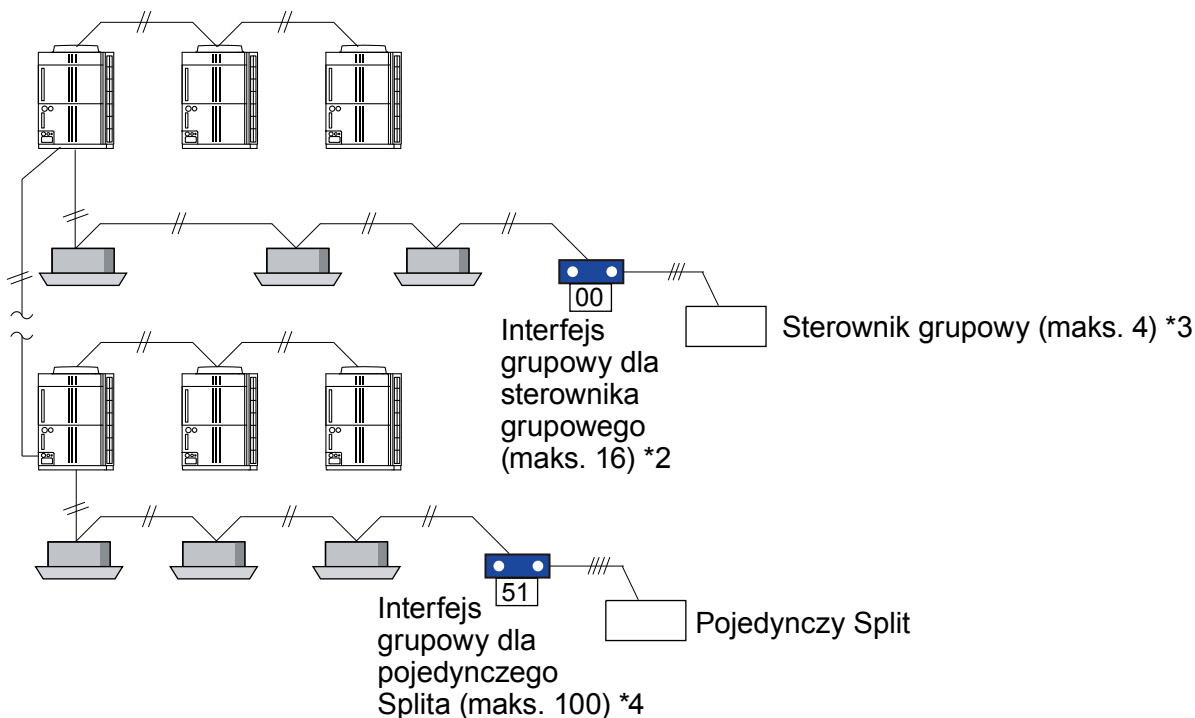 00
Interfejs
grupowy dla
sterownika
grupowego
(maks. 16) *2
Sterownik grupowy (maks. 4) *3
51
Interfejs
grupowy dla
pojedynczego
Splita (maks. 100) *4
Pojedynczy Split